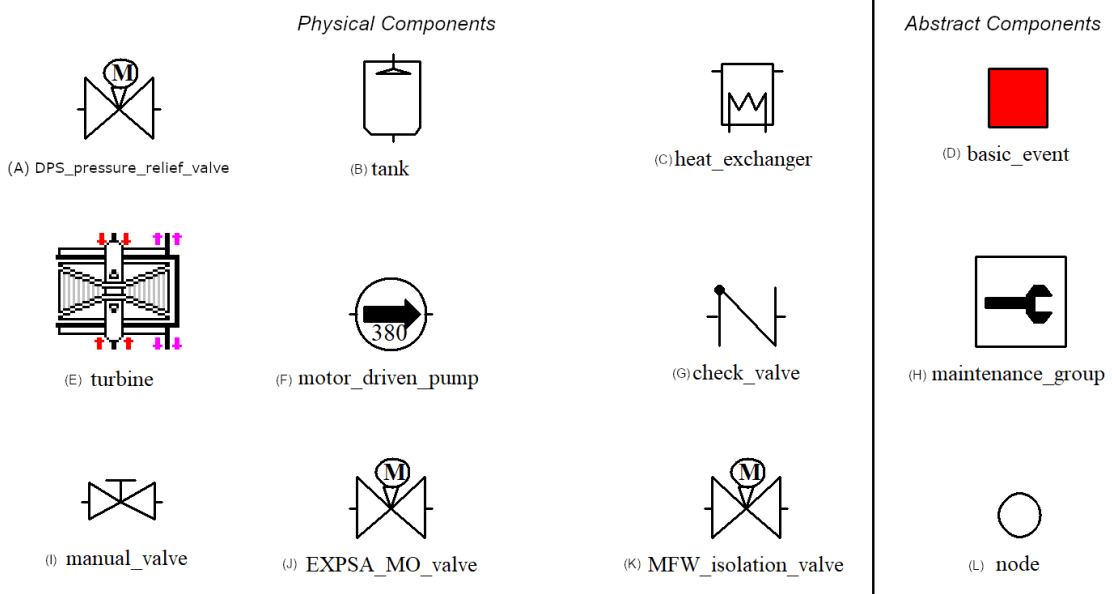 Physical Components
Abstract Components
M
(A) DPS_pressure_relief_valve
(B) tank
(C) heat_exchanger
(D) basic_event
(E) turbine
380
(F) motor_driven_pump
(G) check_valve
(H) maintenance_group
(I) manual_valve
M
(J) EXPSA_MO_valve
M
(K) MFW_isolation_valve
(L) node